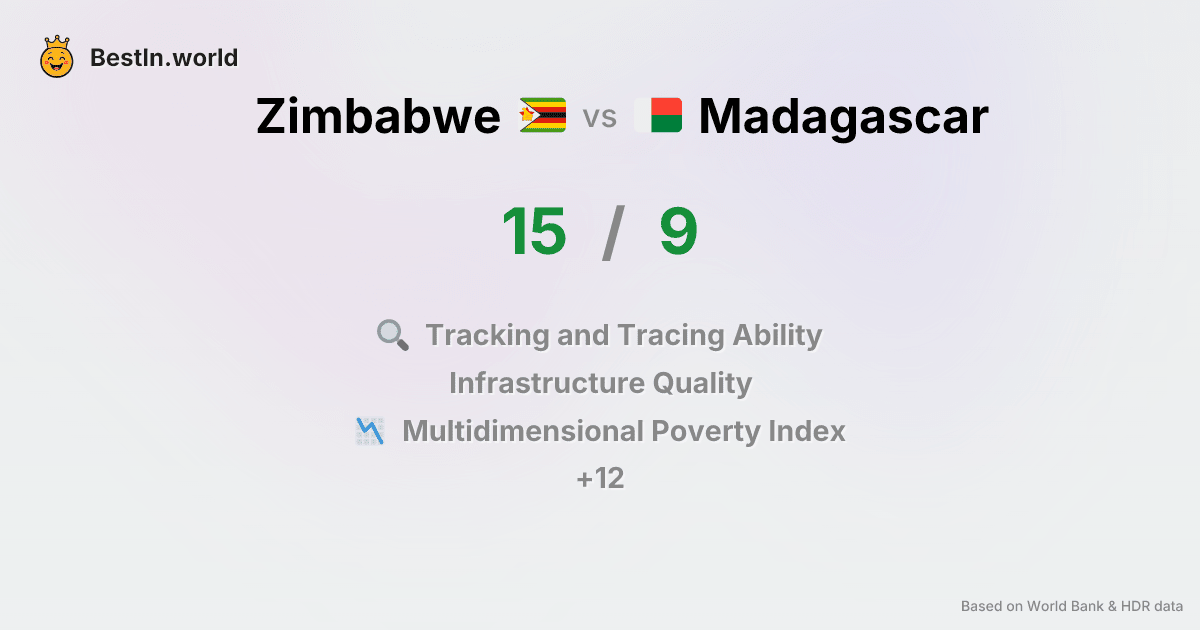 BestIn.world
Zimbabwe vs Madagascar
15 / 9
Tracking and Tracing Ability
Infrastructure Quality
Multidimensional Poverty Index
+12
Based on World Bank & HDR data